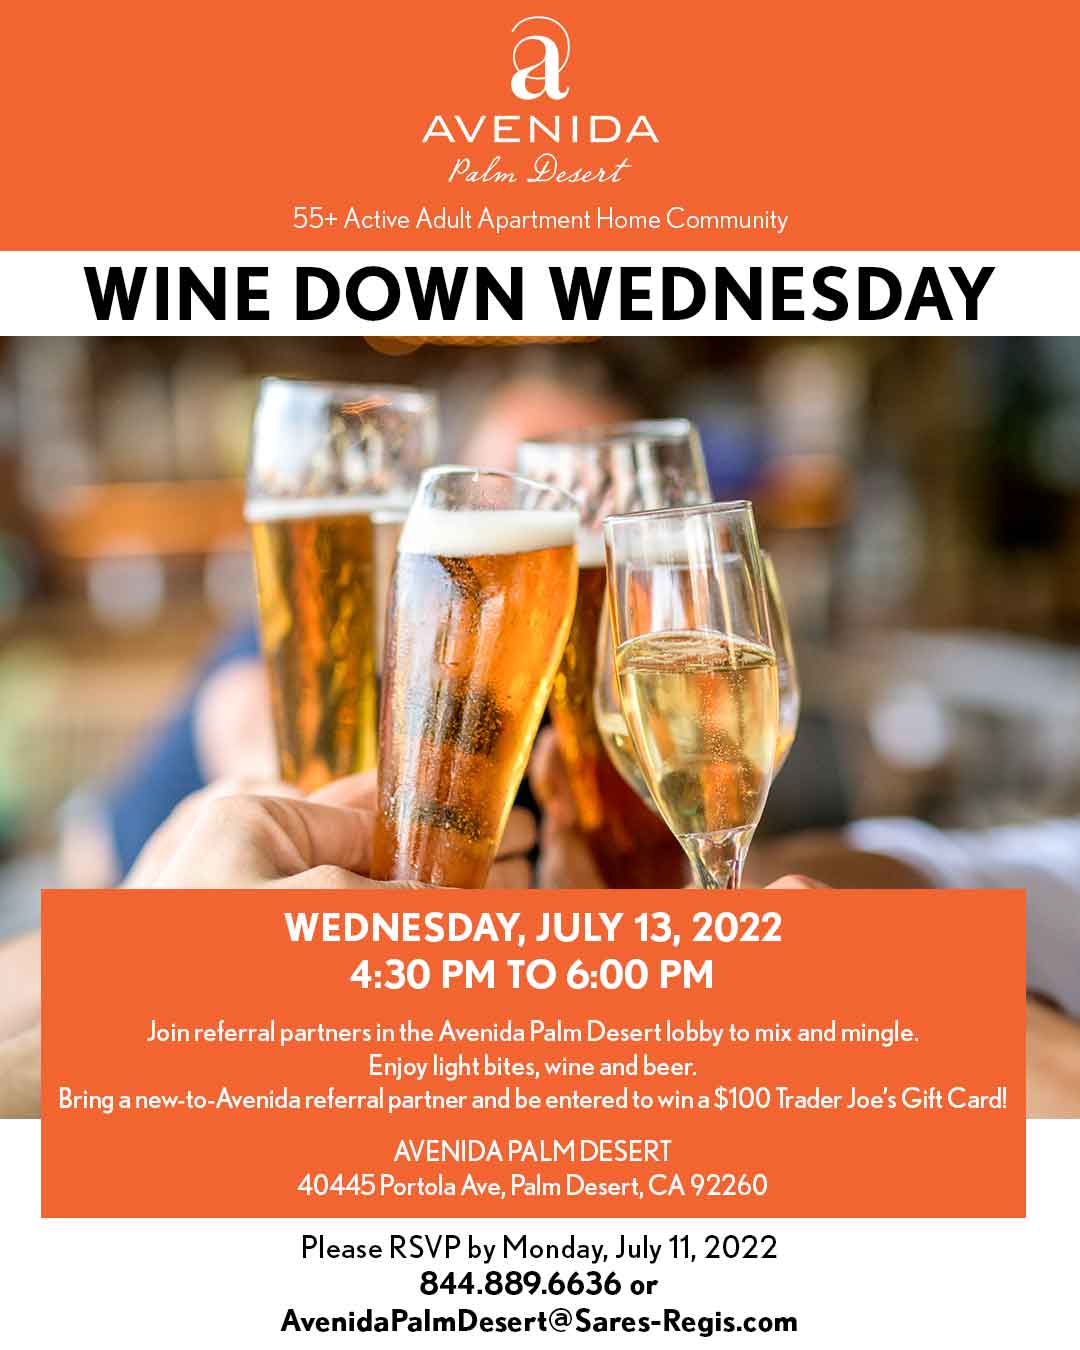 a
AVENIDA
Palm Desert
55+ Active Adult Apartment Home Community
WINE DOWN WEDNESDAY
WEDNESDAY, JULY 13, 2022
4:30 PM TO 6:00 PM
Join referral partners in the Avenida Palm Desert lobby to mix and mingle.
Enjoy light bites, wine and beer.
Bring a new-to-Avenida referral partner and be entered to win a $100 Trader Joe's Gift Card!
AVENIDA PALM DESERT
40445 Portola Ave, Palm Desert, CA 92260
Please RSVP by Monday, July 11, 2022
844.889.6636 or
AvenidaPalmDesert@Sares-Regis.com